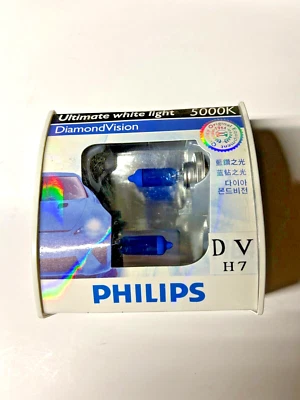 Ultimate white light 5000K
DiamondVision
藍鑽之光
蓝钻之光
다이아
몬드비전
D V
H7
PHILIPS